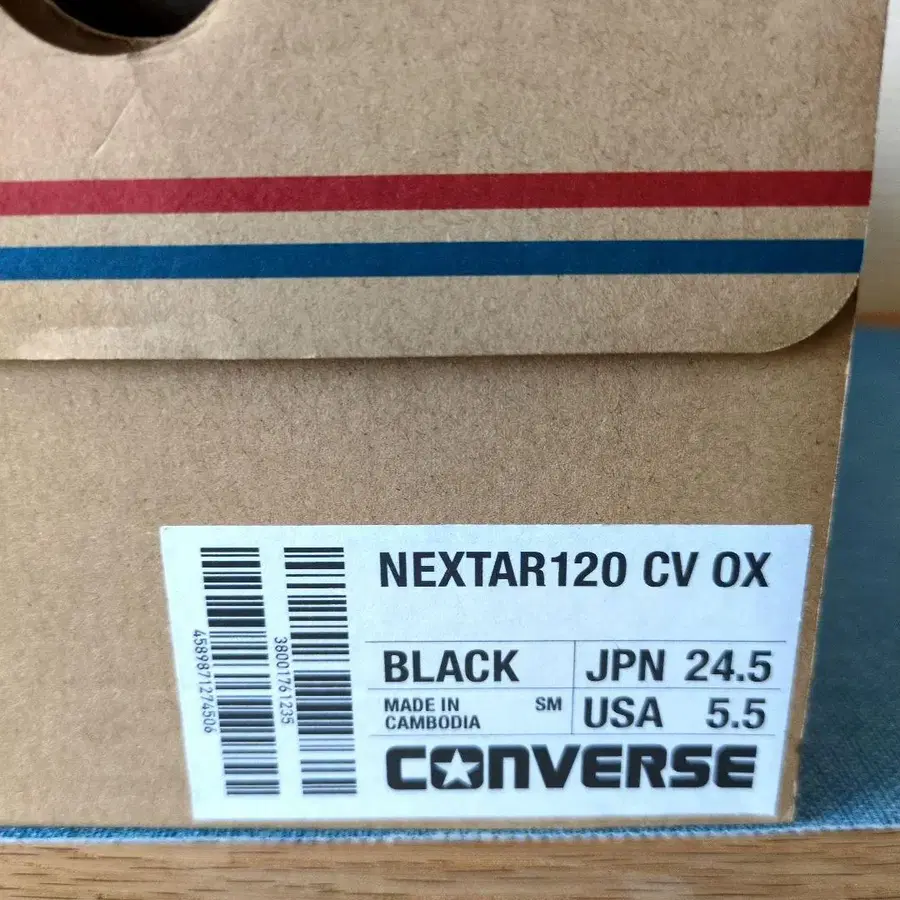 NEXTAR120 CV OX
BLACK
JPN 24.5
MADE IN
CAMBODIA
SM
USA 5.5
CONVERSE
4589871274506
38001761235